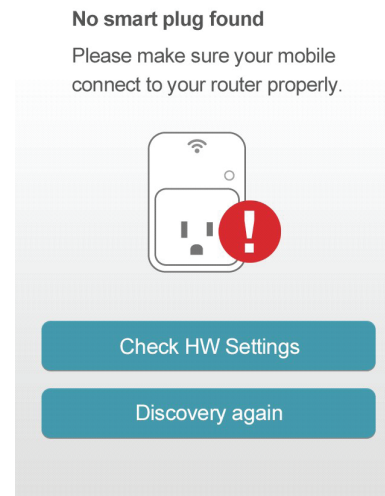 No smart plug found
Please make sure your mobile
connect to your router properly.
Check HW Settings
Discovery again